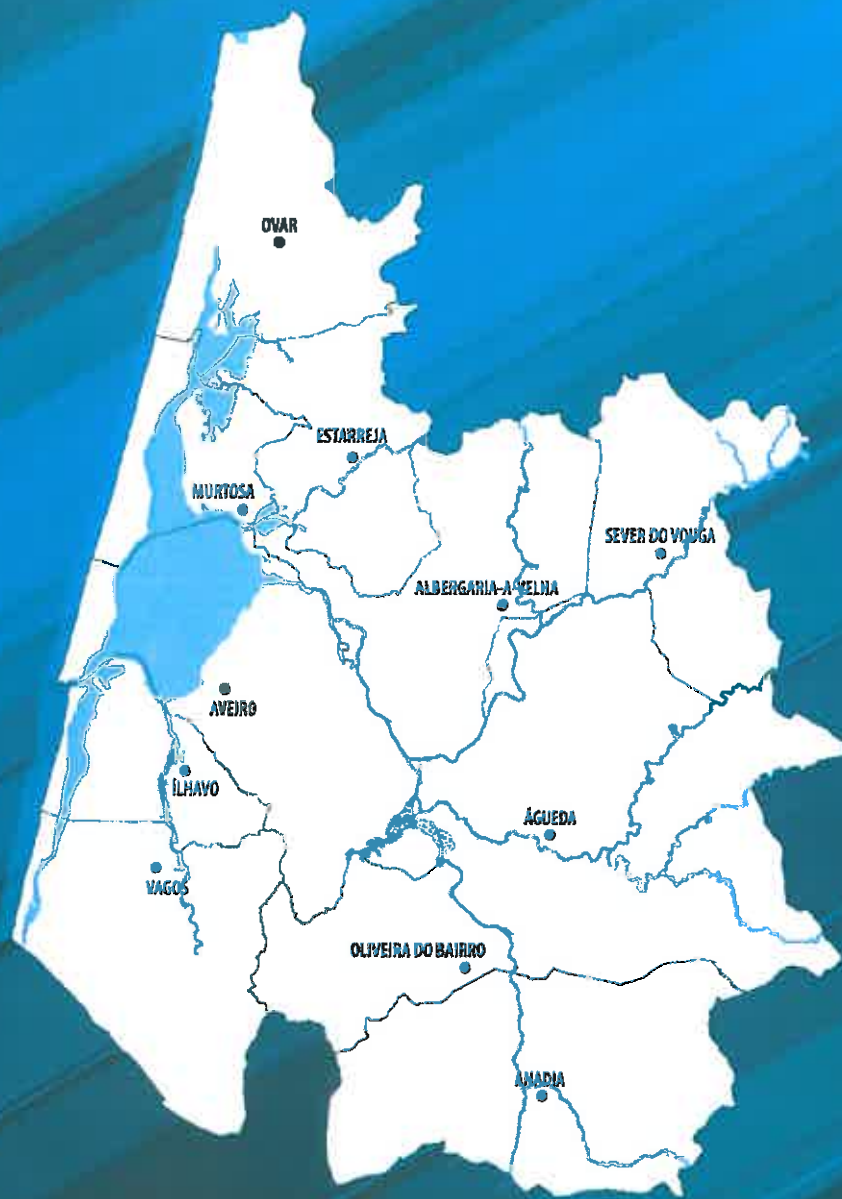 OVAR
ESTARREJA
MURTOSA
SEVER DO VOUGA
ALBERGARIA-A-VELHA
AVEIRO
ÍLHAVO
ÁGUEDA
VAGOS
OLIVEIRA DO BAIRRO
ANADIA